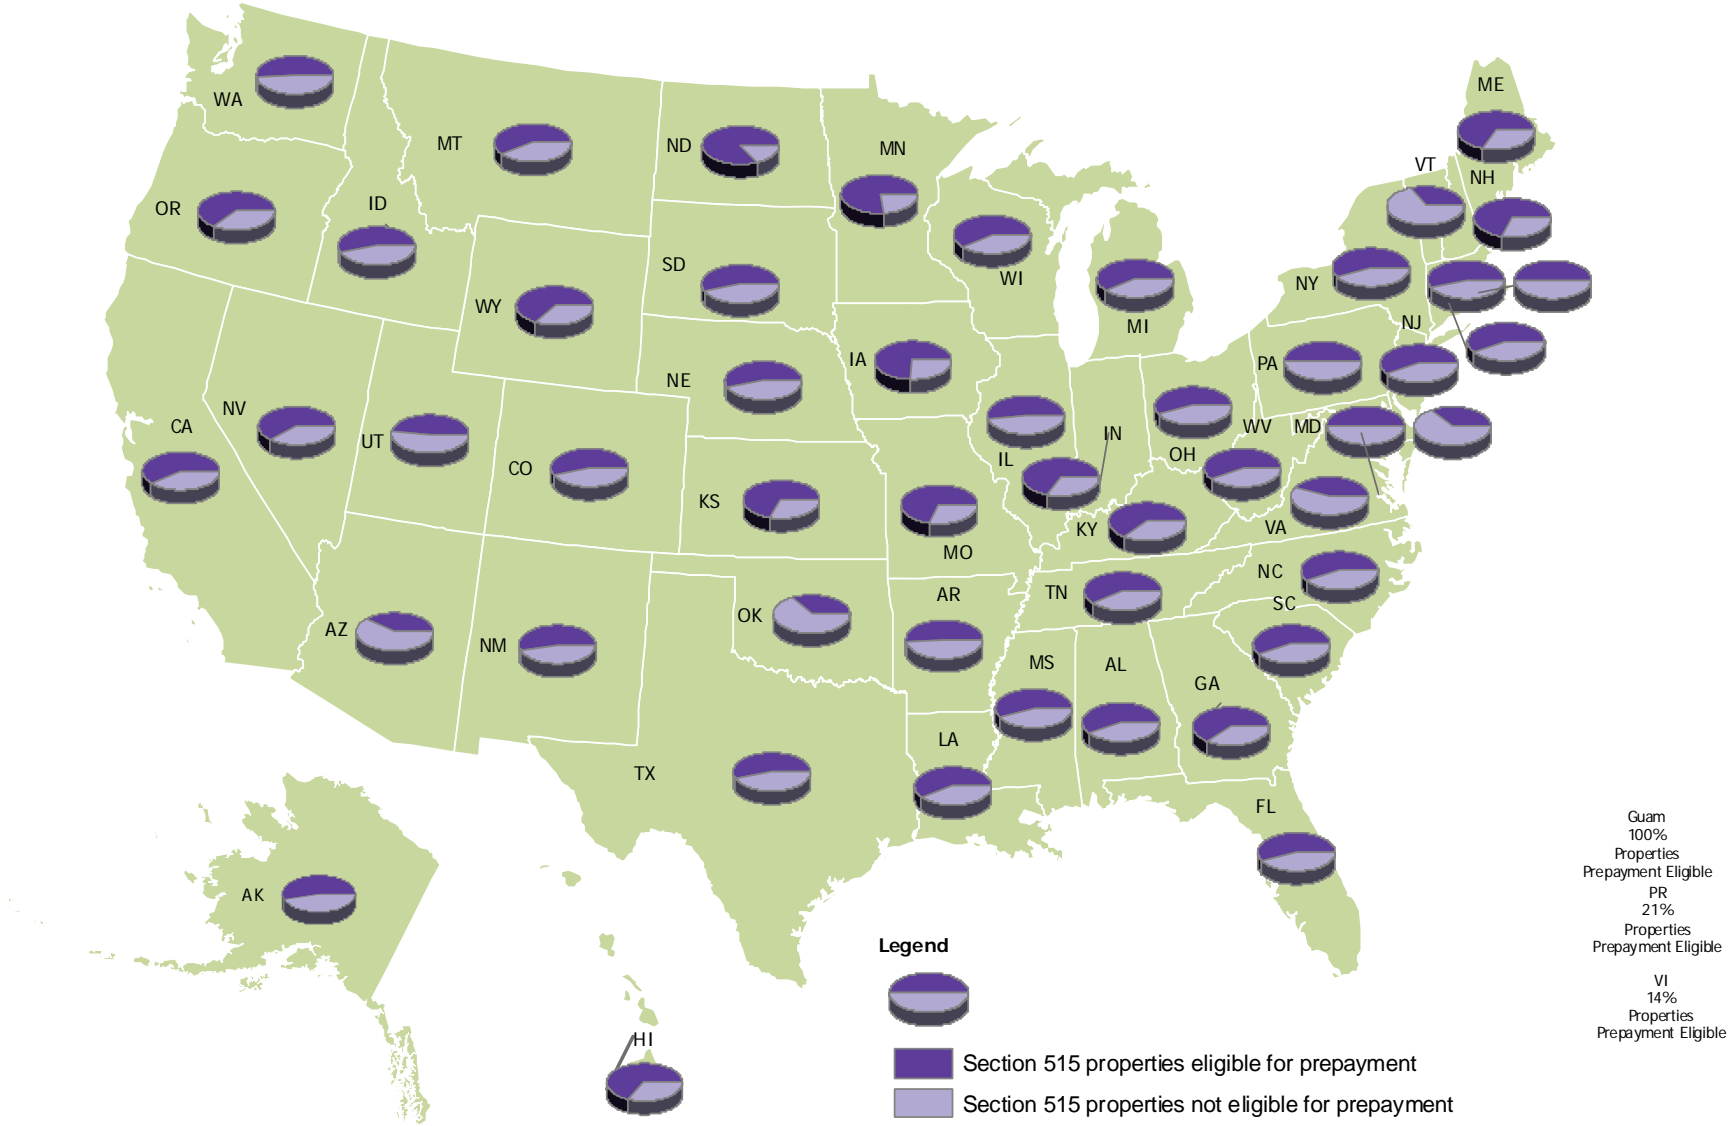 ME
WA
MT
ND
MN
VT
NH
OR
ID
SD
WI
NY
WY
MI
NJ
IA
PA
NE
NV
CA
UT
CO
IL
IN
OH
WV
MD
KS
KY
VA
MO
NC
TN
AR
SC
OK
AZ
NM
MS
AL
GA
LA
TX
FL
AK
HI
Guam
100%
Properties
Prepayment Eligible
PR
21%
Properties
Prepayment Eligible
VI
14%
Properties
Prepayment Eligible
Legend
Section 515 properties eligible for prepayment
Section 515 properties not eligible for prepayment